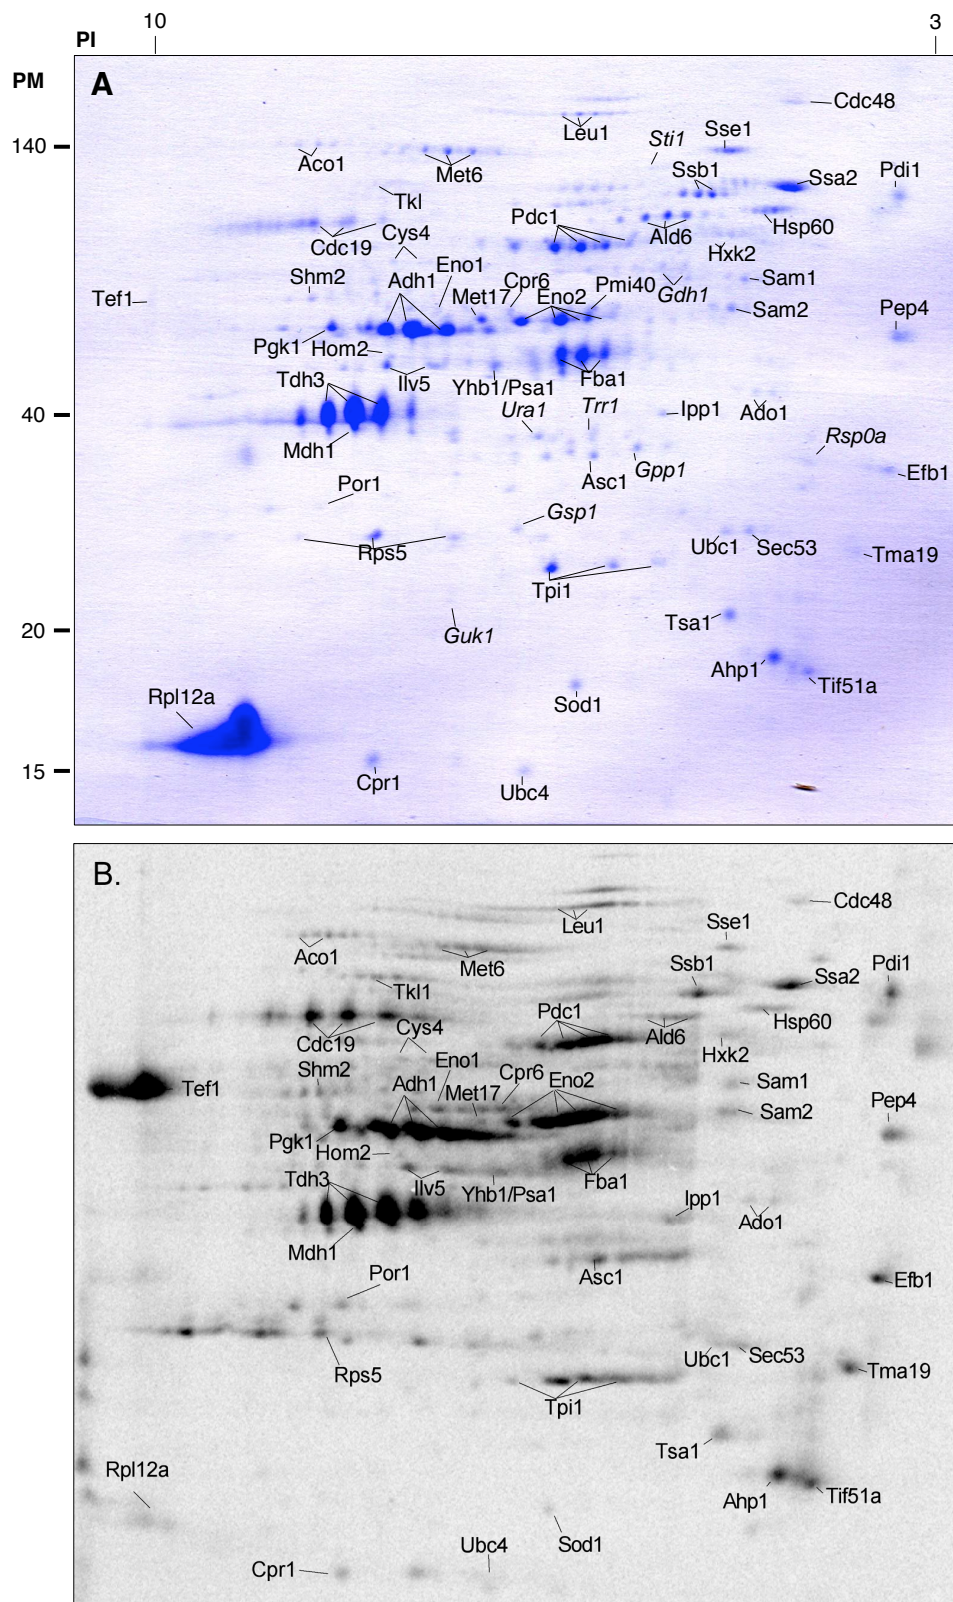 10 3
PI
PM
A
Cdc48
Leu1
Sti1
Sse1
140
Aco1
Met6
Ssb1
Ssa2
Pdi1
Tkl
Pdc1
Ald6
Hsp60
Cdc19
Cys4
Hxk2
Shm2
Adh1
Eno1
Cpr6
Pmi40
Gdh1
Sam1
Tef1
Met17
Eno2
Sam2
Pep4
Pgk1
Hom2
Tdh3
Ilv5
Yhb1/Psa1
Fba1
40
Ura1
Trr1
Ipp1
Ado1
Mdh1
Rsp0a
Asc1
Gpp1
Efb1
Por1
Gsp1
Rps5
Ubc1
Sec53
Tma19
Tpi1
20
Guk1
Tsa1
Ahp1
Tif51a
Rpl12a
Sod1
15
Cpr1
Ubc4
B.
Cdc48
Leu1
Sse1
Aco1
Met6
Ssb1
Ssa2
Pdi1
Tkl1
Pdc1
Hsp60
Cdc19
Cys4
Ald6
Hxk2
Shm2
Eno1
Tef1
Adh1
Met17
Cpr6
Eno2
Sam1
Sam2
Pep4
Pgk1
Hom2
Tdh3
Ilv5
Yhb1/Psa1
Fba1
Ipp1
Ado1
Mdh1
Por1
Asc1
Efb1
Rps5
Ubc1
Sec53
Tma19
Tpi1
Tsa1
Rpl12a
Ahp1
Tif51a
Ubc4
Sod1
Cpr1